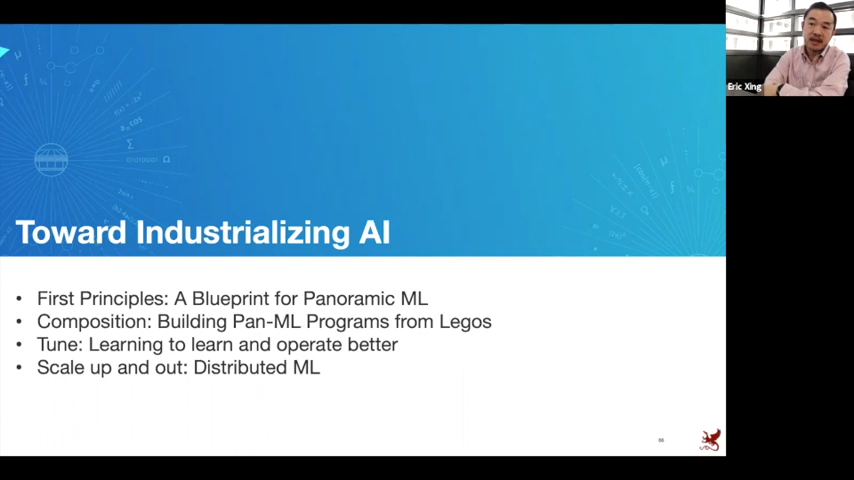 Toward Industrializing AI
• First Principles: A Blueprint for Panoramic ML
• Composition: Building Pan-ML Programs from Legos
• Tune: Learning to learn and operate better
• Scale up and out: Distributed ML
Eric Xing